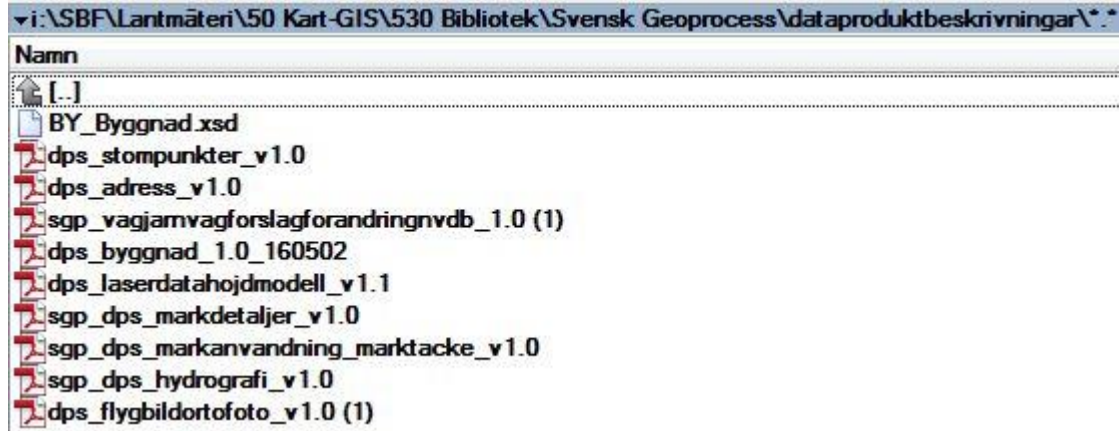 i:\SBF\Lantmäteri\50 Kart-GIS\530 Bibliotek\Svensk Geoprocess\dataproduktbeskrivningar\*.*
Namn
[..]
BY_Byggnad.xsd
dps_stompunkter_v1.0
dps_adress_v1.0
sgp_vagjarnvagforslagforandringnvdb_1.0 (1)
dps_byggnad_1.0_160502
dps_laserdatahojdmodell_v1.1
sgp_dps_markdetaljer_v1.0
sgp_dps_markanvandning_marktacke_v1.0
sgp_dps_hydrografi_v1.0
dps_flygbildortofoto_v1.0 (1)